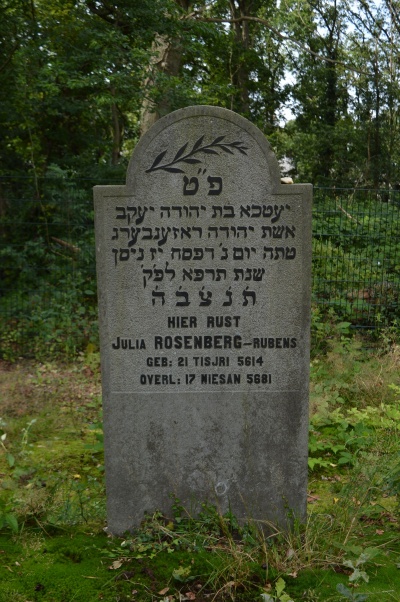 פ״ט
יעטכא בת יהודה יעקב
אשת יהודה ראזענבערג
מתה יום ג׳ דפסח יז ניסן
שנת תרפא לפ״ק
ת׳נ׳צ׳ב׳ה׳
HIER RUST
JULIA ROSENBERG-RUBENS
GEB: 21 TISJRI 5614
OVERL: 17 NIESAN 5681